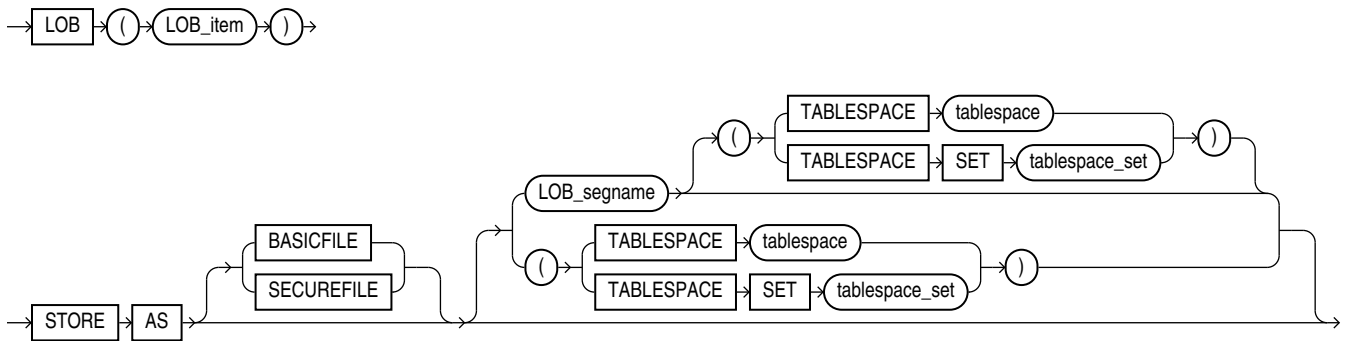 LOB ( LOB_item )
( TABLESPACE tablespace )
TABLESPACE SET tablespace_set
LOB_segname
BASICFILE TABLESPACE tablespace
( )
SECUREFILE TABLESPACE SET tablespace_set
STORE AS